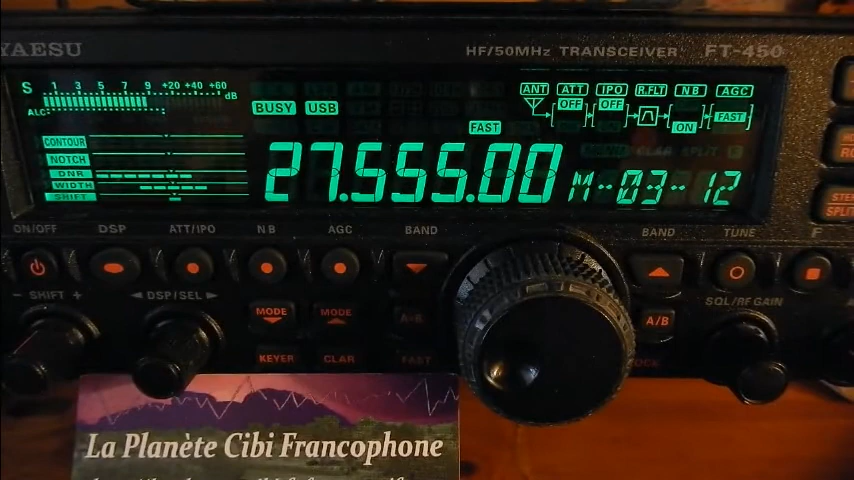 YAESU
HF/50MHz TRANSCEIVER FT-450
S 1 3 5 7 9 +20 +40 +60 dB
ALC
BUSY USB
ANT ATT IPO R.FLT NB AGC
OFF OFF
FAST
ON
FAST
CONTOUR
NOTCH
DNR
WIDTH
SHIFT
27.555.00 M-03-12
ON/OFF DSP ATT/IPO NB AGC BAND BAND TUNE F
- SHIFT + ◄ DSP/SEL ► SQL/RF GAIN
MODE MODE A=B A/B
KEYER CLAR FAST
SPLIT
La Planète Cibi Francophone